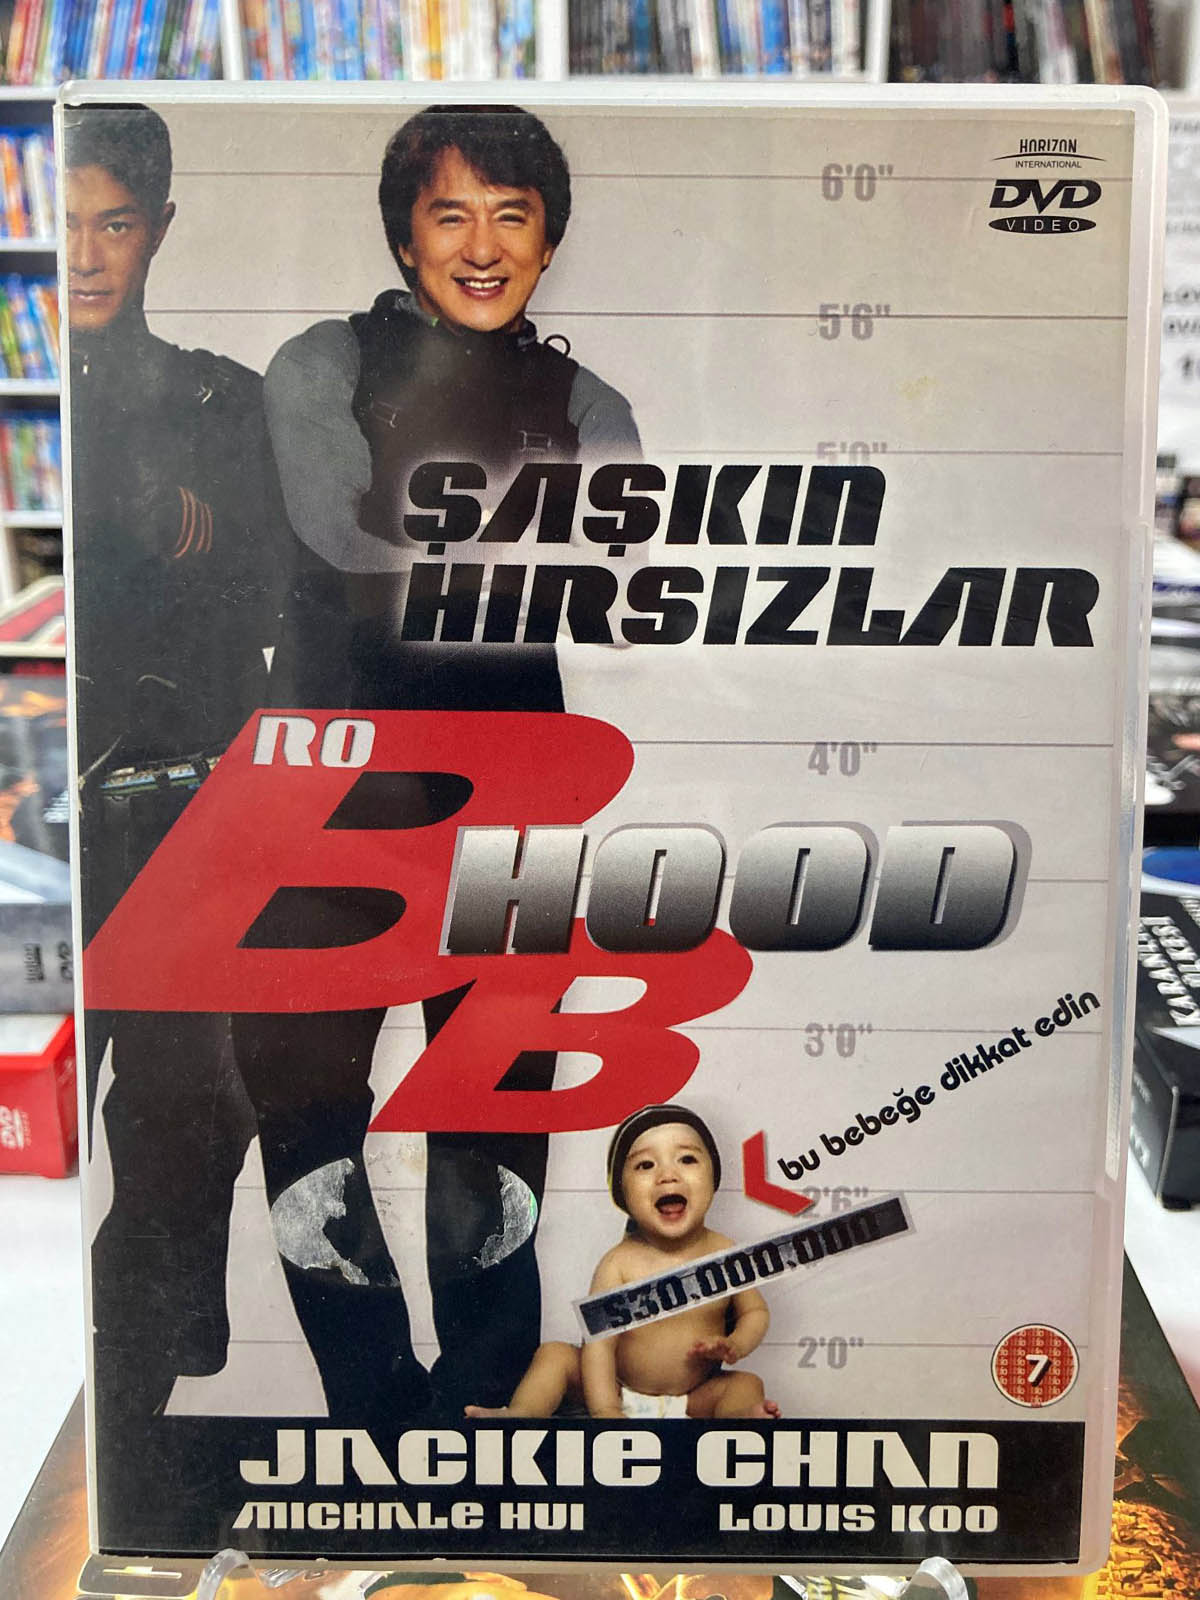 HORIZON
INTERNATIONAL
DVD
VIDEO
6'0"
5'6"
5'0"
ŞAŞKIN
HIRSIZLAR
RO
B
HOOD
B
4'0"
3'0"
bu bebeğe dikkat edin
2'6"
$30.000.000
2'0"
7
JACKIE CHAN
MICHALE HUI
LOUIS KOO
DVD